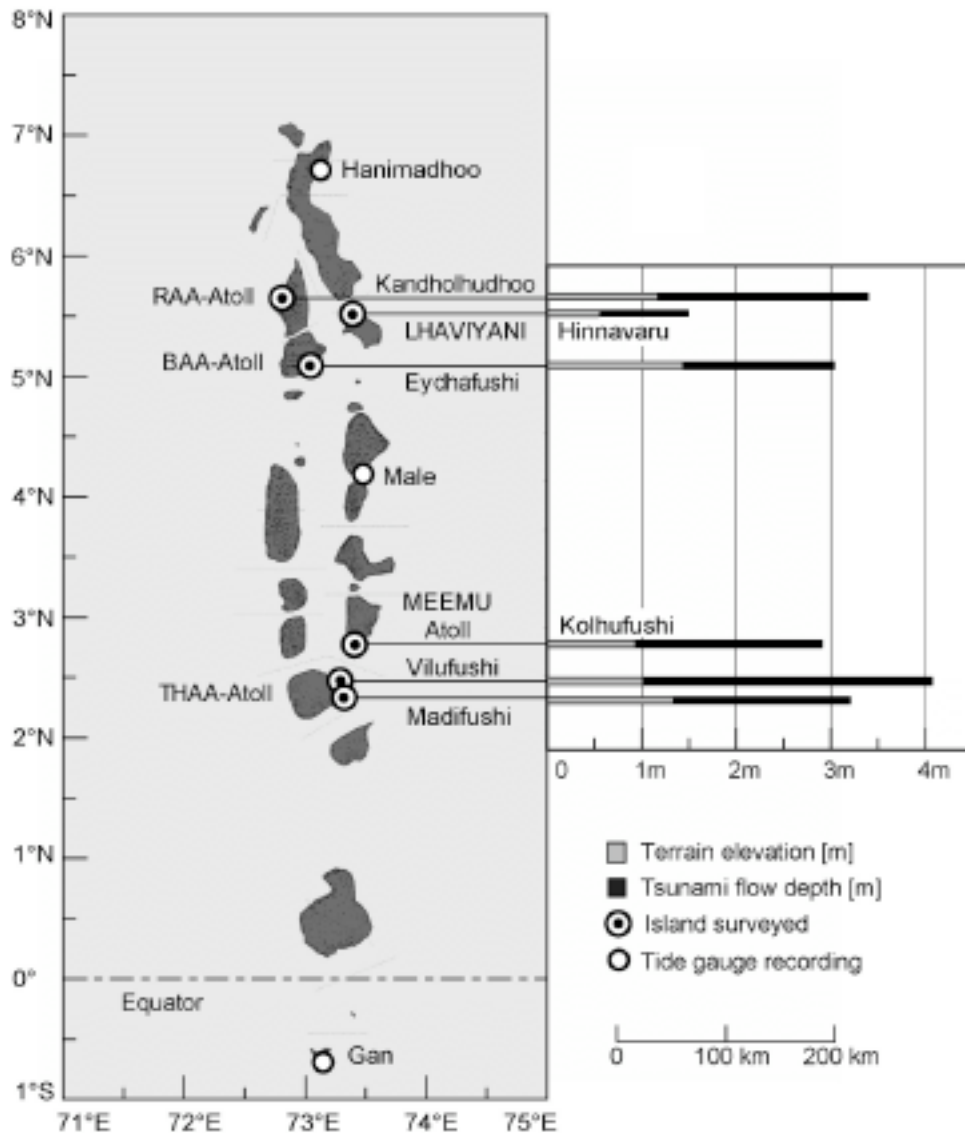 8°N
7°N
Hanimadhoo
6°N
Kandholhudhoo
RAA-Atoll
LHAVIYANI
Hinnavaru
BAA-Atoll
5°N
Eydhafushi
Male
4°N
MEEMU
Atoll
3°N
Kolhufushi
Vilufushi
THAA-Atoll
Madifushi
2°N
0 1m 2m 3m 4m
1°N
Terrain elevation [m]
Tsunami flow depth [m]
Island surveyed
Tide gauge recording
0°
Equator
Gan
0 100 km 200 km
1°S
71°E 72°E 73°E 74°E 75°E